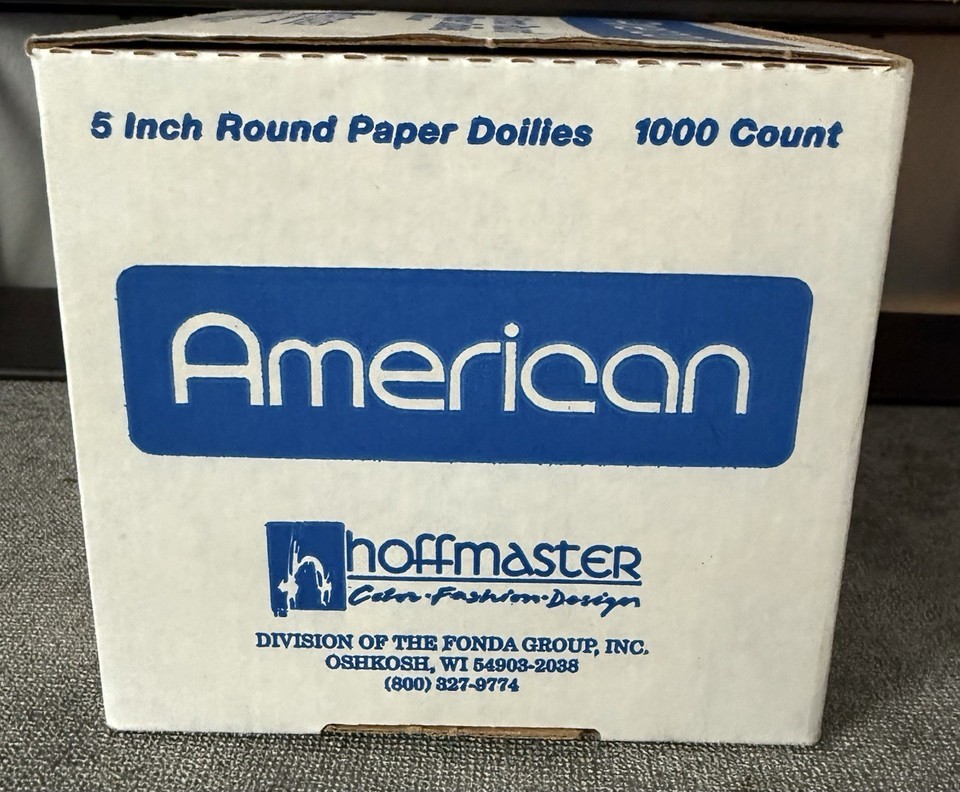 5 Inch Round Paper Doilies 1000 Count
American
hoffmaster
Color·Fashion·Design
DIVISION OF THE FONDA GROUP, INC.
OSHKOSH, WI 54903-2038
(800) 327-9774